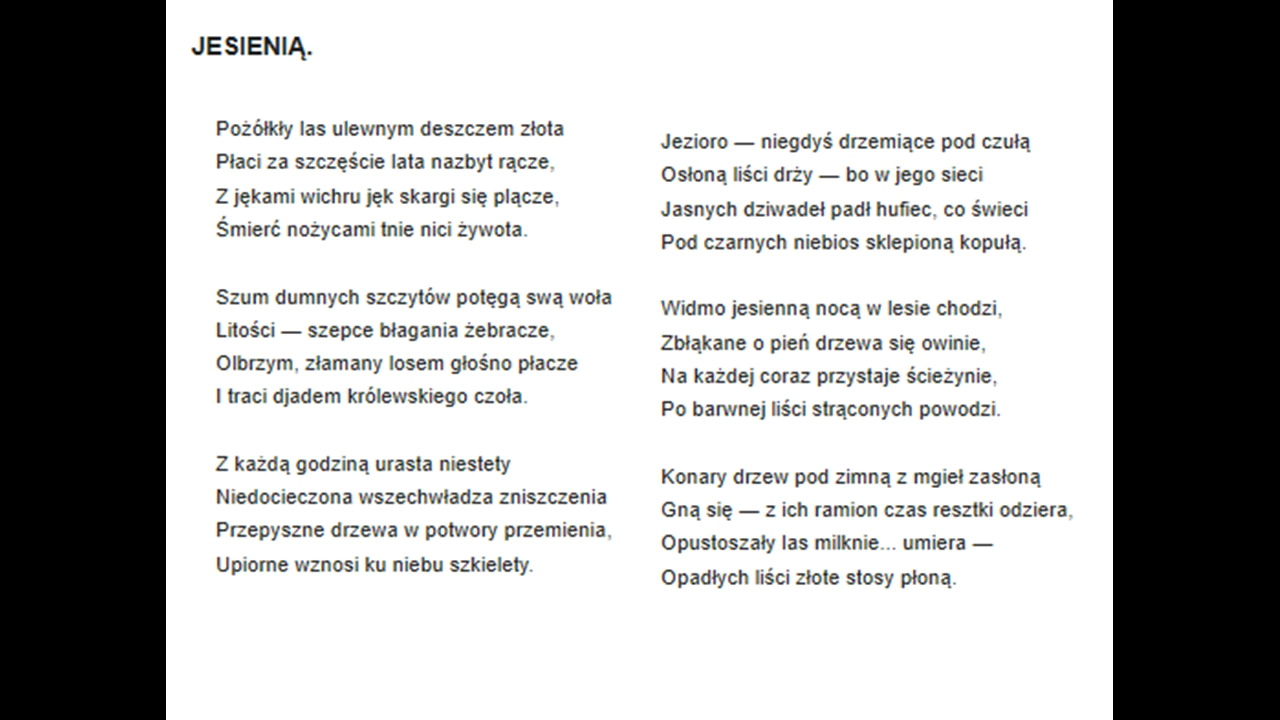 JESIENIĄ.
Pożółkły las ulewnym deszczem złota
Płaci za szczęście lata nazbyt rącze,
Z jękami wichru jęk skargi się plącze,
Śmierć nożycami tnie nici żywota.
Szum dumnych szczytów potęgą swą woła
Litości — szepce błagania żebracze,
Olbrzym, złamany losem głośno płacze
I traci djadem królewskiego czoła.
Z każdą godziną urasta niestety
Niedocieczona wszechwładza zniszczenia
Przepyszne drzewa w potwory przemienia,
Upiorne wznosi ku niebu szkielety.
Jezioro — niegdyś drzemiące pod czułą
Osłoną liści drży — bo w jego sieci
Jasnych dziwadeł padł hufiec, co świeci
Pod czarnych niebios sklepioną kopułą.
Widmo jesienną nocą w lesie chodzi,
Zbłąkane o pień drzewa się owinie,
Na każdej coraz przystaje ścieżynie,
Po barwnej liści strąconych powodzi.
Konary drzew pod zimną z mgieł zasłoną
Gną się — z ich ramion czas resztki odziera,
Opustoszały las milknie... umiera —
Opadłych liści złote stosy płoną.